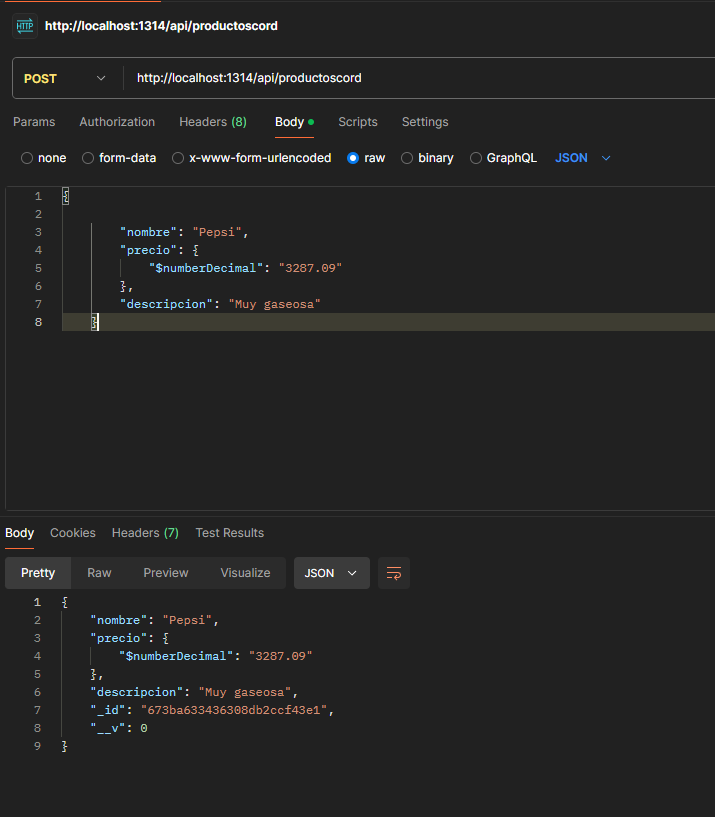 HTTP http://localhost:1314/api/productoscord
POST http://localhost:1314/api/productoscord
Params Authorization Headers (8) Body Scripts Settings
none form-data x-www-form-urlencoded raw binary GraphQL JSON
1 {
2
3 "nombre": "Pepsi",
4 "precio": {
5 "$numberDecimal": "3287.09"
6 },
7 "descripcion": "Muy gaseosa"
8 }
Body Cookies Headers (7) Test Results
Pretty Raw Preview Visualize JSON
1 {
2 "nombre": "Pepsi",
3 "precio": {
4 "$numberDecimal": "3287.09"
5 },
6 "descripcion": "Muy gaseosa",
7 "_id": "673ba633436308db2ccf43e1",
8 "__v": 0
9 }